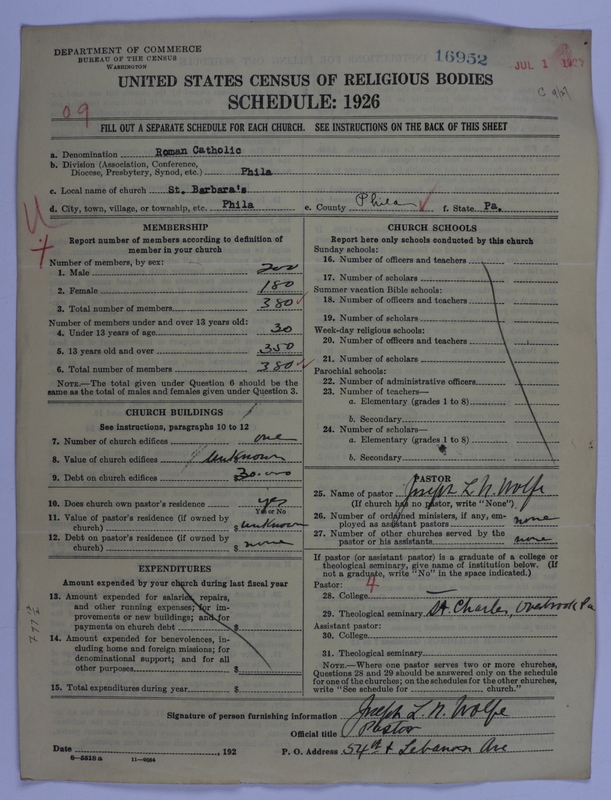 DEPARTMENT OF COMMERCE
BUREAU OF THE CENSUS
WASHINGTON
16952
JUL 1 1927
UNITED STATES CENSUS OF RELIGIOUS BODIES
SCHEDULE: 1926
09
FILL OUT A SEPARATE SCHEDULE FOR EACH CHURCH. SEE INSTRUCTIONS ON THE BACK OF THIS SHEET
a. Denomination Roman Catholic
b. Division (Association, Conference,
Diocese, Presbytery, Synod, etc.) Phila
c. Local name of church St. Barbara's
d. City, town, village, or township, etc. Phila e. County Phila f. State Pa.
MEMBERSHIP
Report number of members according to definition of
member in your church
Number of members, by sex:
1. Male 200
2. Female 180
3. Total number of members 380
Number of members under and over 13 years old:
4. Under 13 years of age 30
5. 13 years old and over 350
6. Total number of members 380
NOTE.—The total given under Question 6 should be the
same as the total of males and females given under Question 3.
CHURCH BUILDINGS
See instructions, paragraphs 10 to 12
7. Number of church edifices one
8. Value of church edifices unknown
9. Debt on church edifices $30.000
10. Does church own pastor's residence? yes
Yes or No
11. Value of pastor's residence (if owned by
church) $ unknown
12. Debt on pastor's residence (if owned by
church) $ none
EXPENDITURES
Amount expended by your church during last fiscal year
13. Amount expended for salaries, repairs,
and other running expenses; for im-
provements or new buildings; and for
payments on church debt $
14. Amount expended for benevolences, in-
cluding home and foreign missions; for
denominational support; and for all
other purposes $
15. Total expenditures during year $
CHURCH SCHOOLS
Report here only schools conducted by this church
Sunday schools:
16. Number of officers and teachers
17. Number of scholars
Summer vacation Bible schools:
18. Number of officers and teachers
19. Number of scholars
Week-day religious schools:
20. Number of officers and teachers
21. Number of scholars
Parochial schools:
22. Number of administrative officers
23. Number of teachers—
a. Elementary (grades 1 to 8)
b. Secondary
24. Number of scholars—
a. Elementary (grades 1 to 8)
b. Secondary
PASTOR
25. Name of pastor Joseph L. N. Wolfe
(If church has no pastor, write "None")
26. Number of ordained ministers, if any, em-
ployed as assistant pastors none
27. Number of other churches served by the
pastor or his assistants none
If pastor (or assistant pastor) is a graduate of a college or
theological seminary, give name of institution below. (If
not a graduate, write "No" in the space indicated.)
Pastor: 4
28. College
29. Theological seminary St. Charles, Overbrook Pa
Assistant pastor:
30. College
31. Theological seminary
NOTE.—Where one pastor serves two or more churches,
Questions 28 and 29 should be answered only on the schedule
for one of the churches; on the schedules for the other churches,
write "See schedule for church."
Signature of person furnishing information Joseph L. N. Wolfe
Official title Pastor
Date , 192 P. O. Address 54th & Lebanon Ave
8-5518a 11-9084